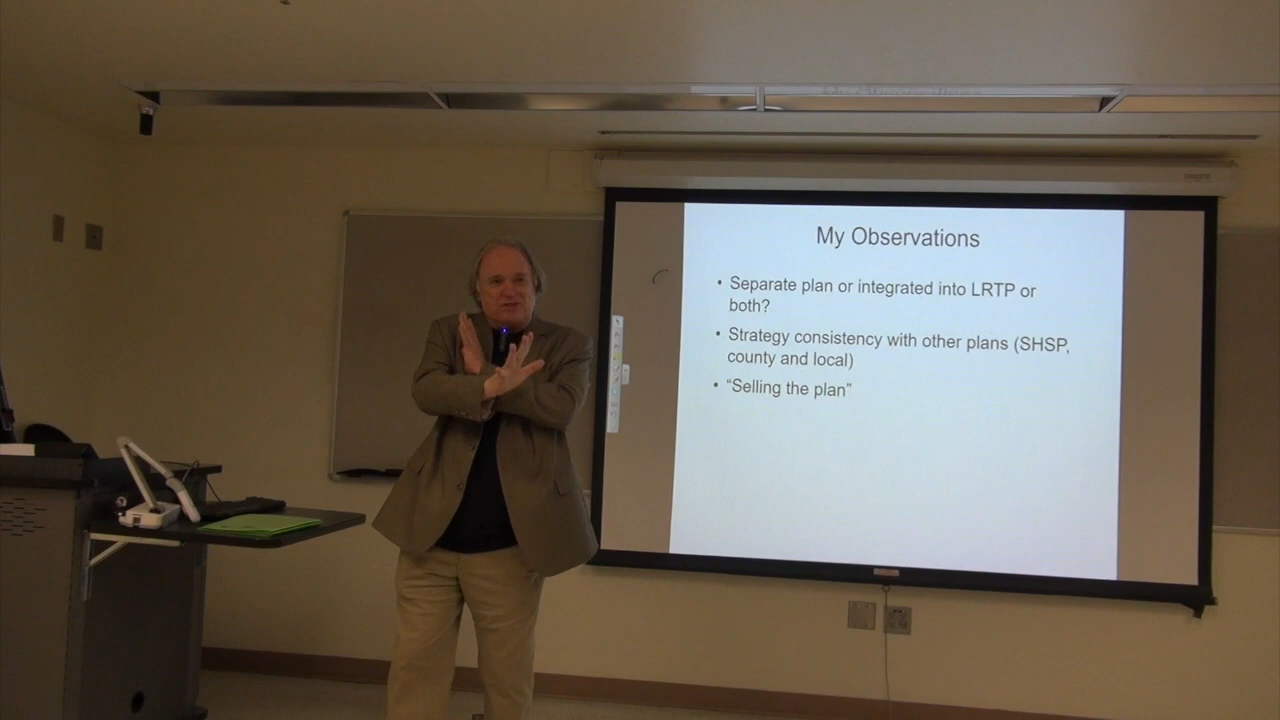 My Observations
• Separate plan or integrated into LRTP or
both?
• Strategy consistency with other plans (SHSP,
county and local)
• “Selling the plan”